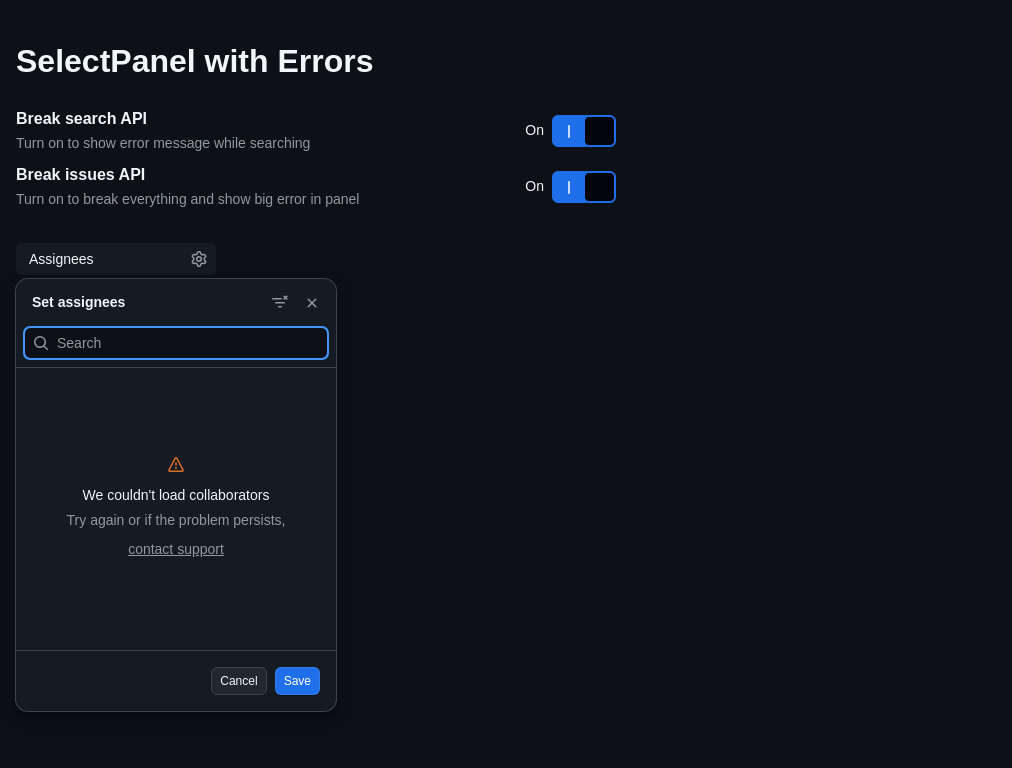 SelectPanel with Errors
Break search API
Turn on to show error message while searching
On
Break issues API
Turn on to break everything and show big error in panel
On
Assignees
Set assignees
Search
We couldn't load collaborators
Try again or if the problem persists,
contact support
Cancel
Save